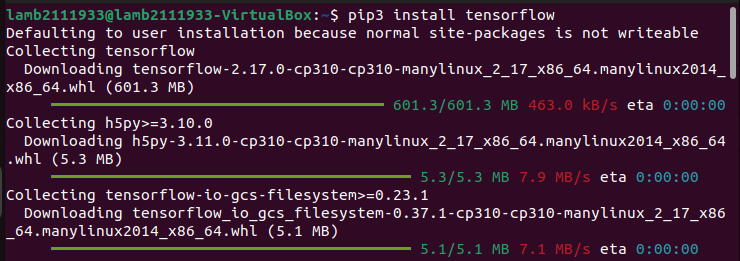 lamb2111933@lamb2111933-VirtualBox:~$ pip3 install tensorflow
Defaulting to user installation because normal site-packages is not writeable
Collecting tensorflow
  Downloading tensorflow-2.17.0-cp310-cp310-manylinux_2_17_x86_64.manylinux2014_
x86_64.whl (601.3 MB)
601.3/601.3 MB 463.0 kB/s eta 0:00:00
Collecting h5py>=3.10.0
  Downloading h5py-3.11.0-cp310-cp310-manylinux_2_17_x86_64.manylinux2014_x86_64
.whl (5.3 MB)
5.3/5.3 MB 7.9 MB/s eta 0:00:00
Collecting tensorflow-io-gcs-filesystem>=0.23.1
  Downloading tensorflow_io_gcs_filesystem-0.37.1-cp310-cp310-manylinux_2_17_x86
_64.manylinux2014_x86_64.whl (5.1 MB)
5.1/5.1 MB 7.1 MB/s eta 0:00:00